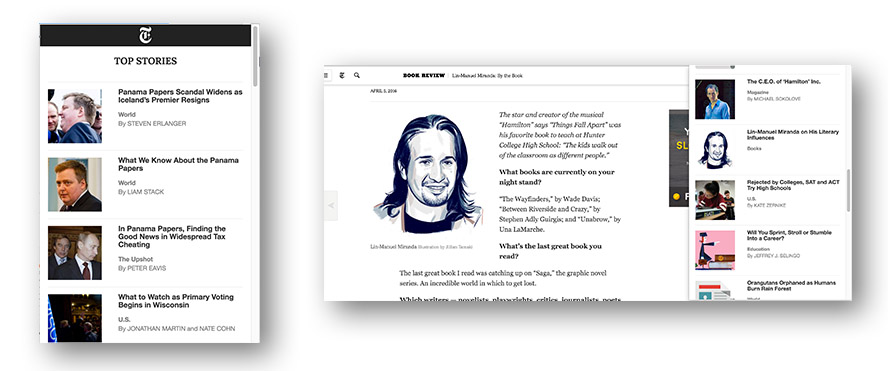 TOP STORIES
Panama Papers Scandal Widens as
Iceland's Premier Resigns
World
By STEVEN ERLANGER
What We Know About the Panama
Papers
World
By LIAM STACK
In Panama Papers, Finding the
Good News in Widespread Tax
Cheating
The Upshot
By PETER EAVIS
What to Watch as Primary Voting
Begins in Wisconsin
U.S.
By JONATHAN MARTIN and NATE COHN
BOOK REVIEW | Lin-Manuel Miranda: By the Book
APRIL 5, 2016
The star and creator of the musical
“Hamilton” says “Things Fall Apart” was
his favorite book to teach at Hunter
College High School: “The kids walk out
of the classroom as different people.”
What books are currently on your
night stand?
“The Wayfinders,” by Wade Davis;
“Between Riverside and Crazy,” by
Stephen Adly Guirgis; and “Unabrow,” by
Una LaMarche.
Lin-Manuel Miranda Illustration by Jillian Tamaki
What's the last great book you
read?
The last great book I read was catching up on “Saga,” the graphic novel
series. An incredible world in which to get lost.
Which writers — novelists, playwrights, critics, journalists, poets
The C.E.O. of 'Hamilton' Inc.
Magazine
By MICHAEL SOKOLOVE
Lin-Manuel Miranda on His Literary
Influences
Books
Rejected by Colleges, SAT and ACT
Try High Schools
U.S.
By KATE ZERNIKE
Will You Sprint, Stroll or Stumble
Into a Career?
Education
By JEFFREY J. SELINGO
Orangutans Orphaned as Humans
Burn Rain Forest
World